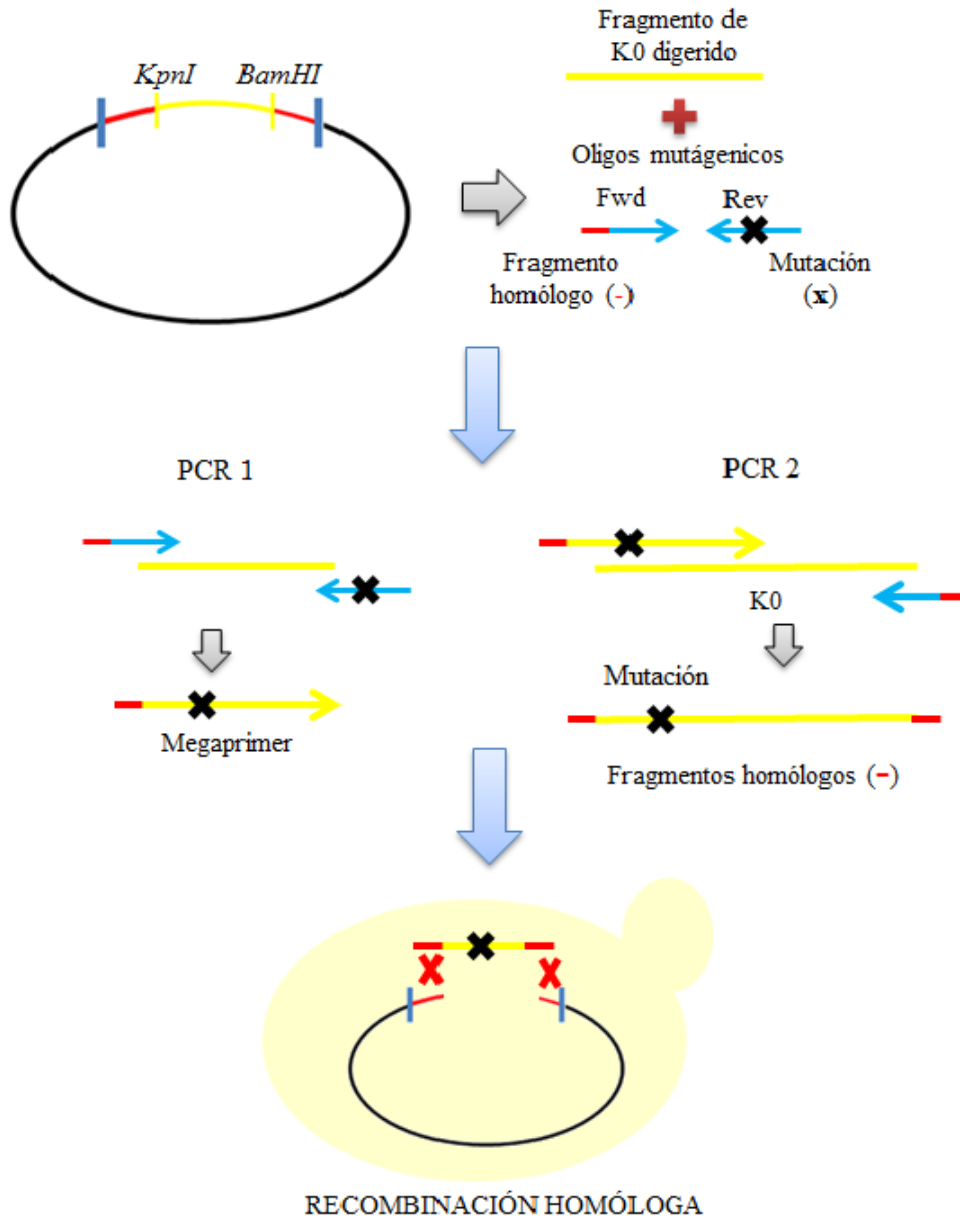 KpnI BamHI
Fragmento de
K0 digerido
Oligos mutágenicos
Fwd Rev
Fragmento
homólogo (-)
Mutación
(x)
PCR 1
PCR 2
K0
Megaprimer
Mutación
Fragmentos homólogos (-)
RECOMBINACIÓN HOMÓLOGA